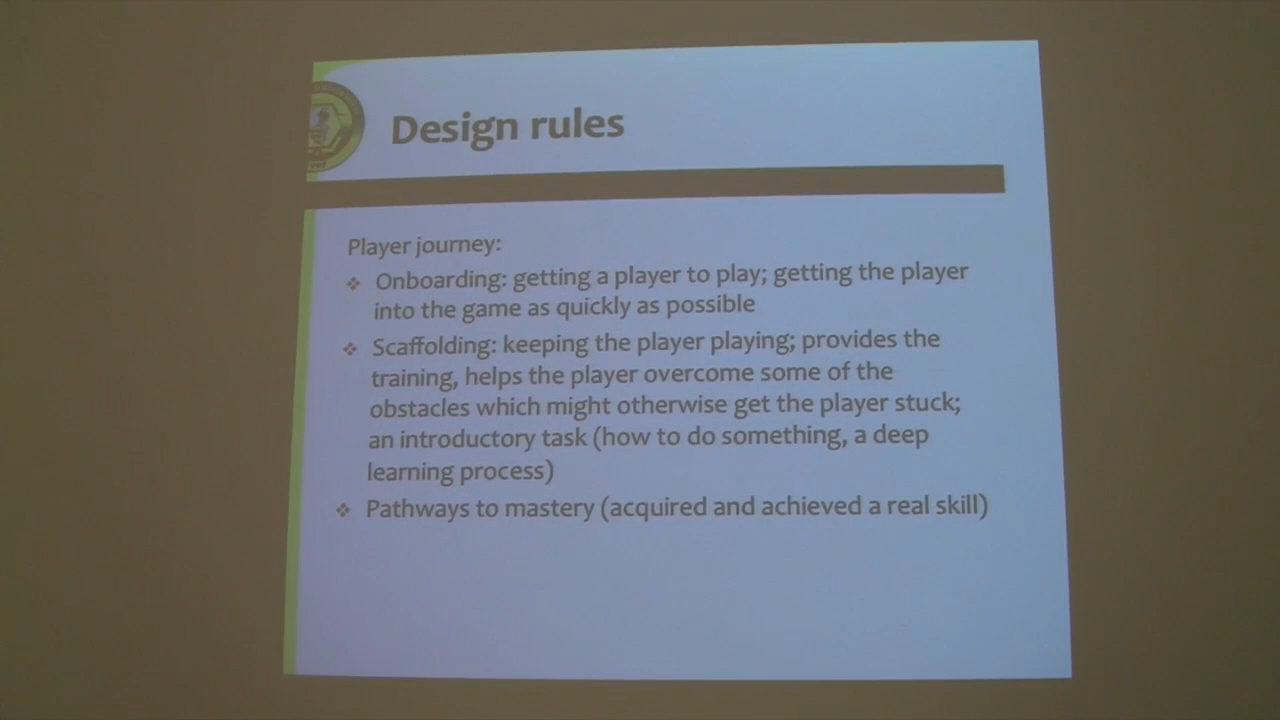 Design rules
Player journey:
❖ Onboarding: getting a player to play; getting the player
into the game as quickly as possible
❖ Scaffolding: keeping the player playing; provides the
training, helps the player overcome some of the
obstacles which might otherwise get the player stuck;
an introductory task (how to do something, a deep
learning process)
❖ Pathways to mastery (acquired and achieved a real skill)